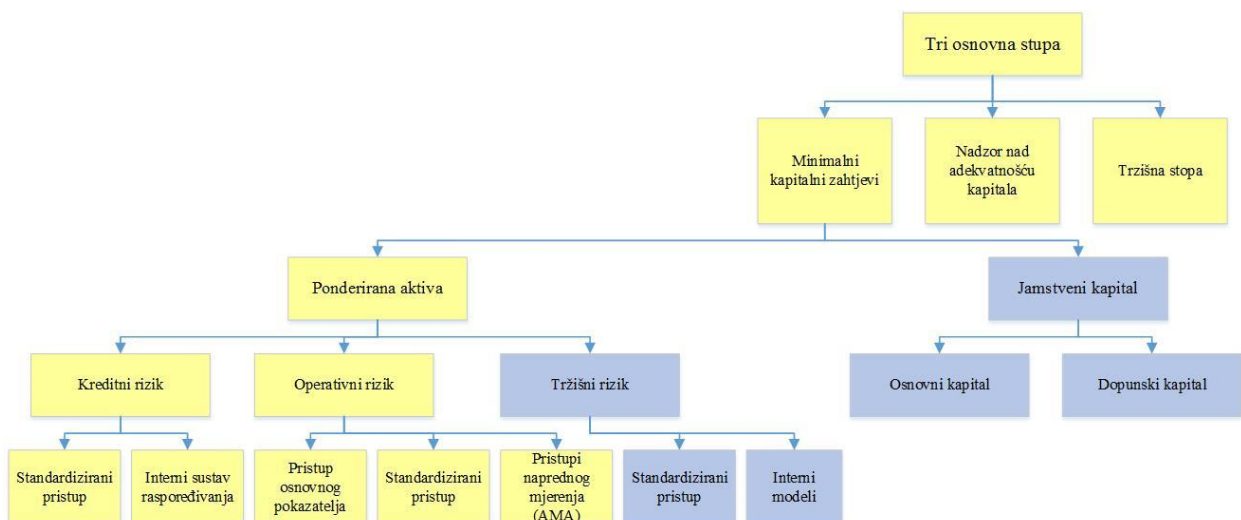 Tri osnovna stupa
Minimalni
kapitalni zahtjevi
Nadzor nad
adekvatnošću
kapitala
Trzišna stopa
Ponderirana aktiva
Jamstveni kapital
Kreditni rizik
Operativni rizik
Tržišni rizik
Osnovni kapital
Dopunski kapital
Standardizirani
pristup
Interni sustav
raspoređivanja
Pristup
osnovnog
pokazatelja
Standardizirani
pristup
Pristupi
naprednog
mjerenja
(AMA)
Standardizirani
pristup
Interni
modeli